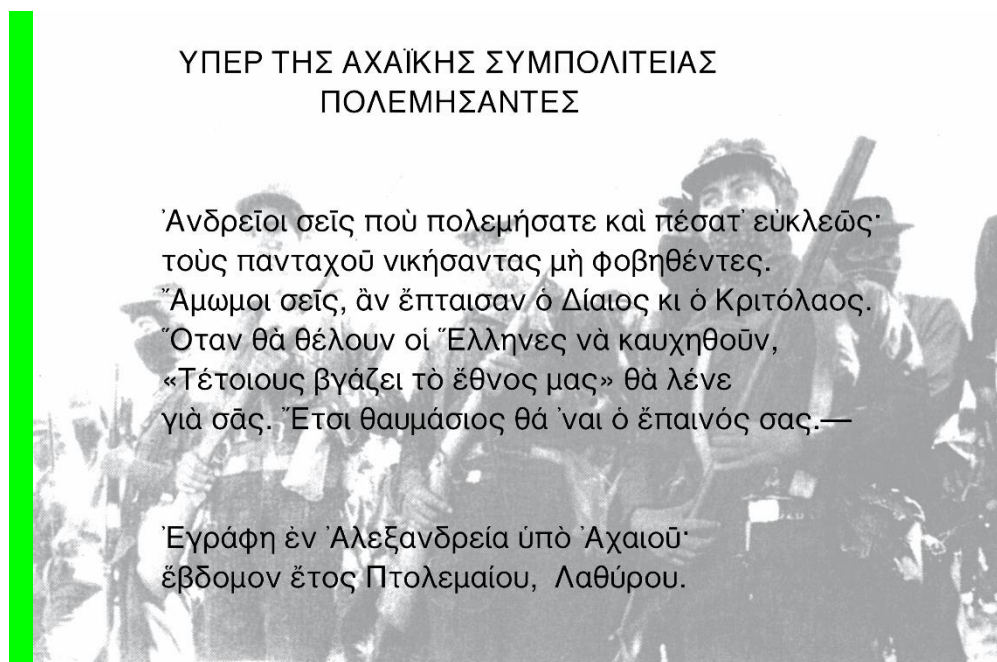 ΥΠΕΡ ΤΗΣ ΑΧΑΪΚΗΣ ΣΥΜΠΟΛΙΤΕΙΑΣ
ΠΟΛΕΜΗΣΑΝΤΕΣ
Ἀνδρεῖοι σεῖς ποὺ πολεμήσατε καὶ πέσατ᾿ εὐκλεῶς·
τοὺς πανταχοῦ νικήσαντας μὴ φοβηθέντες.
Ἄμωμοι σεῖς, ἂν ἔπταισαν ὁ Δίαιος κι ὁ Κριτόλαος.
Ὅταν θὰ θέλουν οἱ Ἕλληνες νὰ καυχηθοῦν,
«Τέτοιους βγάζει τὸ ἔθνος μας» θὰ λένε
γιὰ σᾶς. Ἔτσι θαυμάσιος θά ᾿ναι ὁ ἔπαινός σας.—
Ἐγράφη ἐν Ἀλεξανδρεία ὑπὸ Ἀχαιοῦ·
ἕβδομον ἔτος Πτολεμαίου, Λαθύρου.